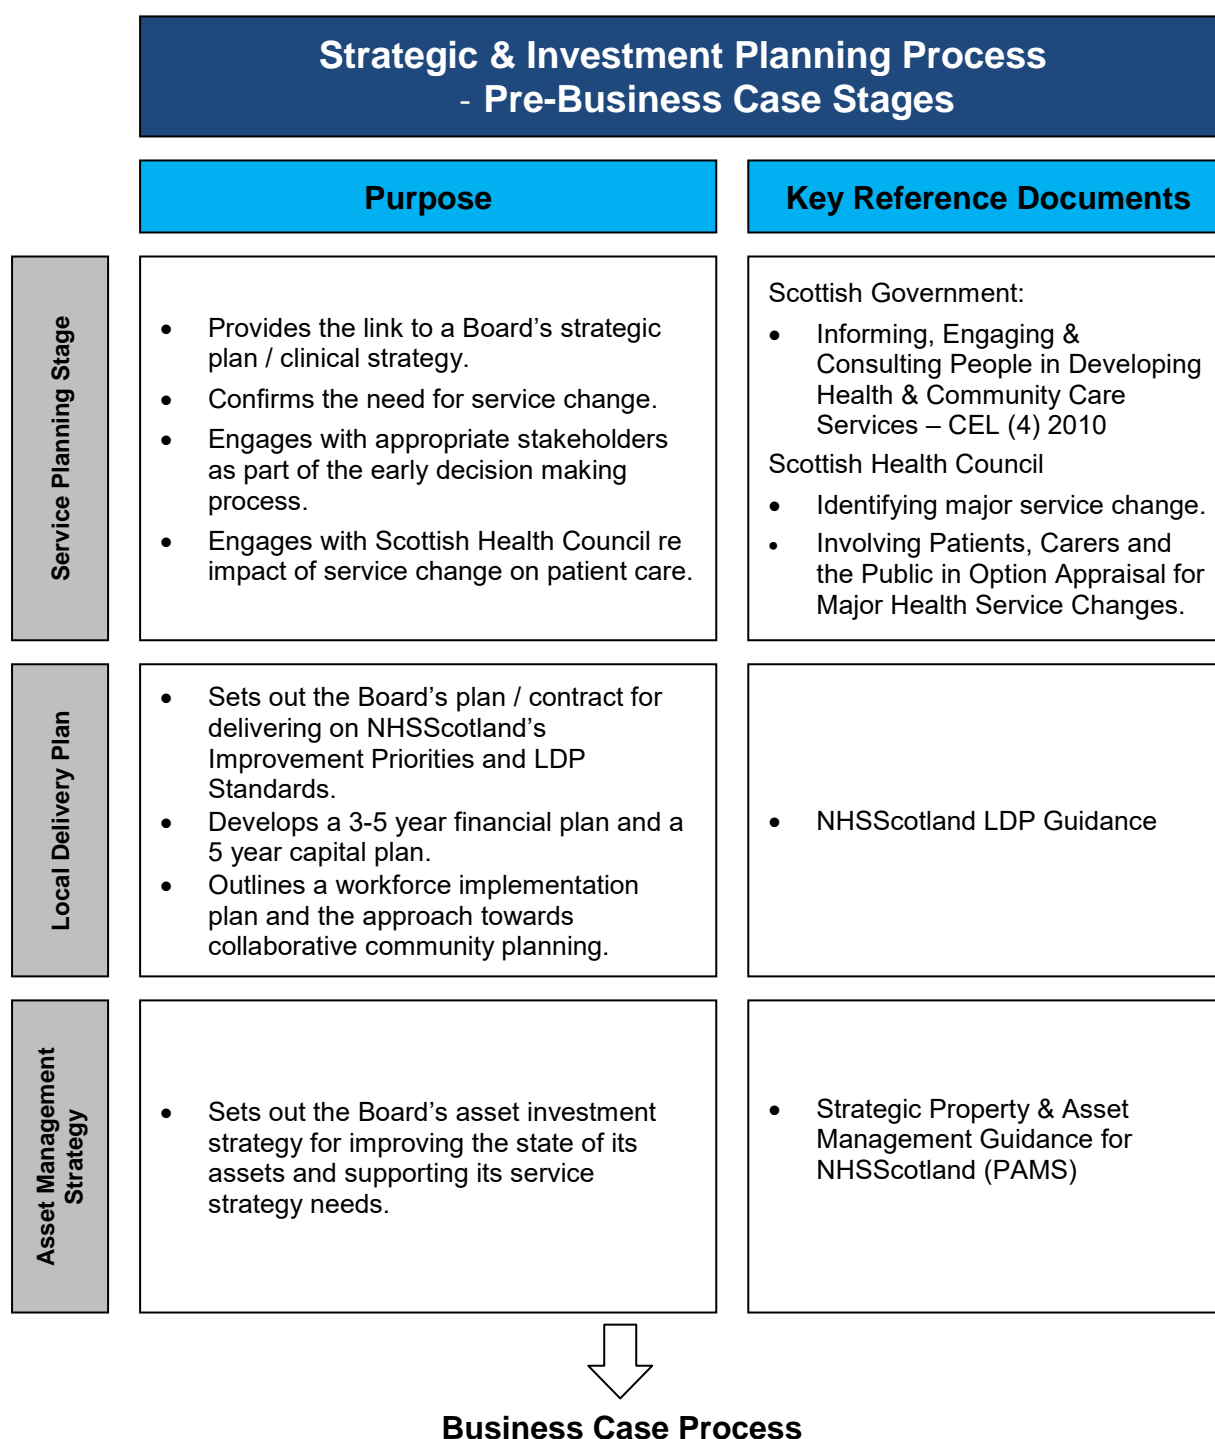 Strategic & Investment Planning Process
- Pre-Business Case Stages
Purpose
Key Reference Documents
Service Planning Stage
• Provides the link to a Board’s strategic
plan / clinical strategy.
• Confirms the need for service change.
• Engages with appropriate stakeholders
as part of the early decision making
process.
• Engages with Scottish Health Council re
impact of service change on patient care.
Scottish Government:
• Informing, Engaging &
Consulting People in Developing
Health & Community Care
Services – CEL (4) 2010
Scottish Health Council
• Identifying major service change.
• Involving Patients, Carers and
the Public in Option Appraisal for
Major Health Service Changes.
Local Delivery Plan
• Sets out the Board’s plan / contract for
delivering on NHSScotland’s
Improvement Priorities and LDP
Standards.
• Develops a 3-5 year financial plan and a
5 year capital plan.
• Outlines a workforce implementation
plan and the approach towards
collaborative community planning.
• NHSScotland LDP Guidance
Asset Management
Strategy
• Sets out the Board’s asset investment
strategy for improving the state of its
assets and supporting its service
strategy needs.
• Strategic Property & Asset
Management Guidance for
NHSScotland (PAMS)
Business Case Process